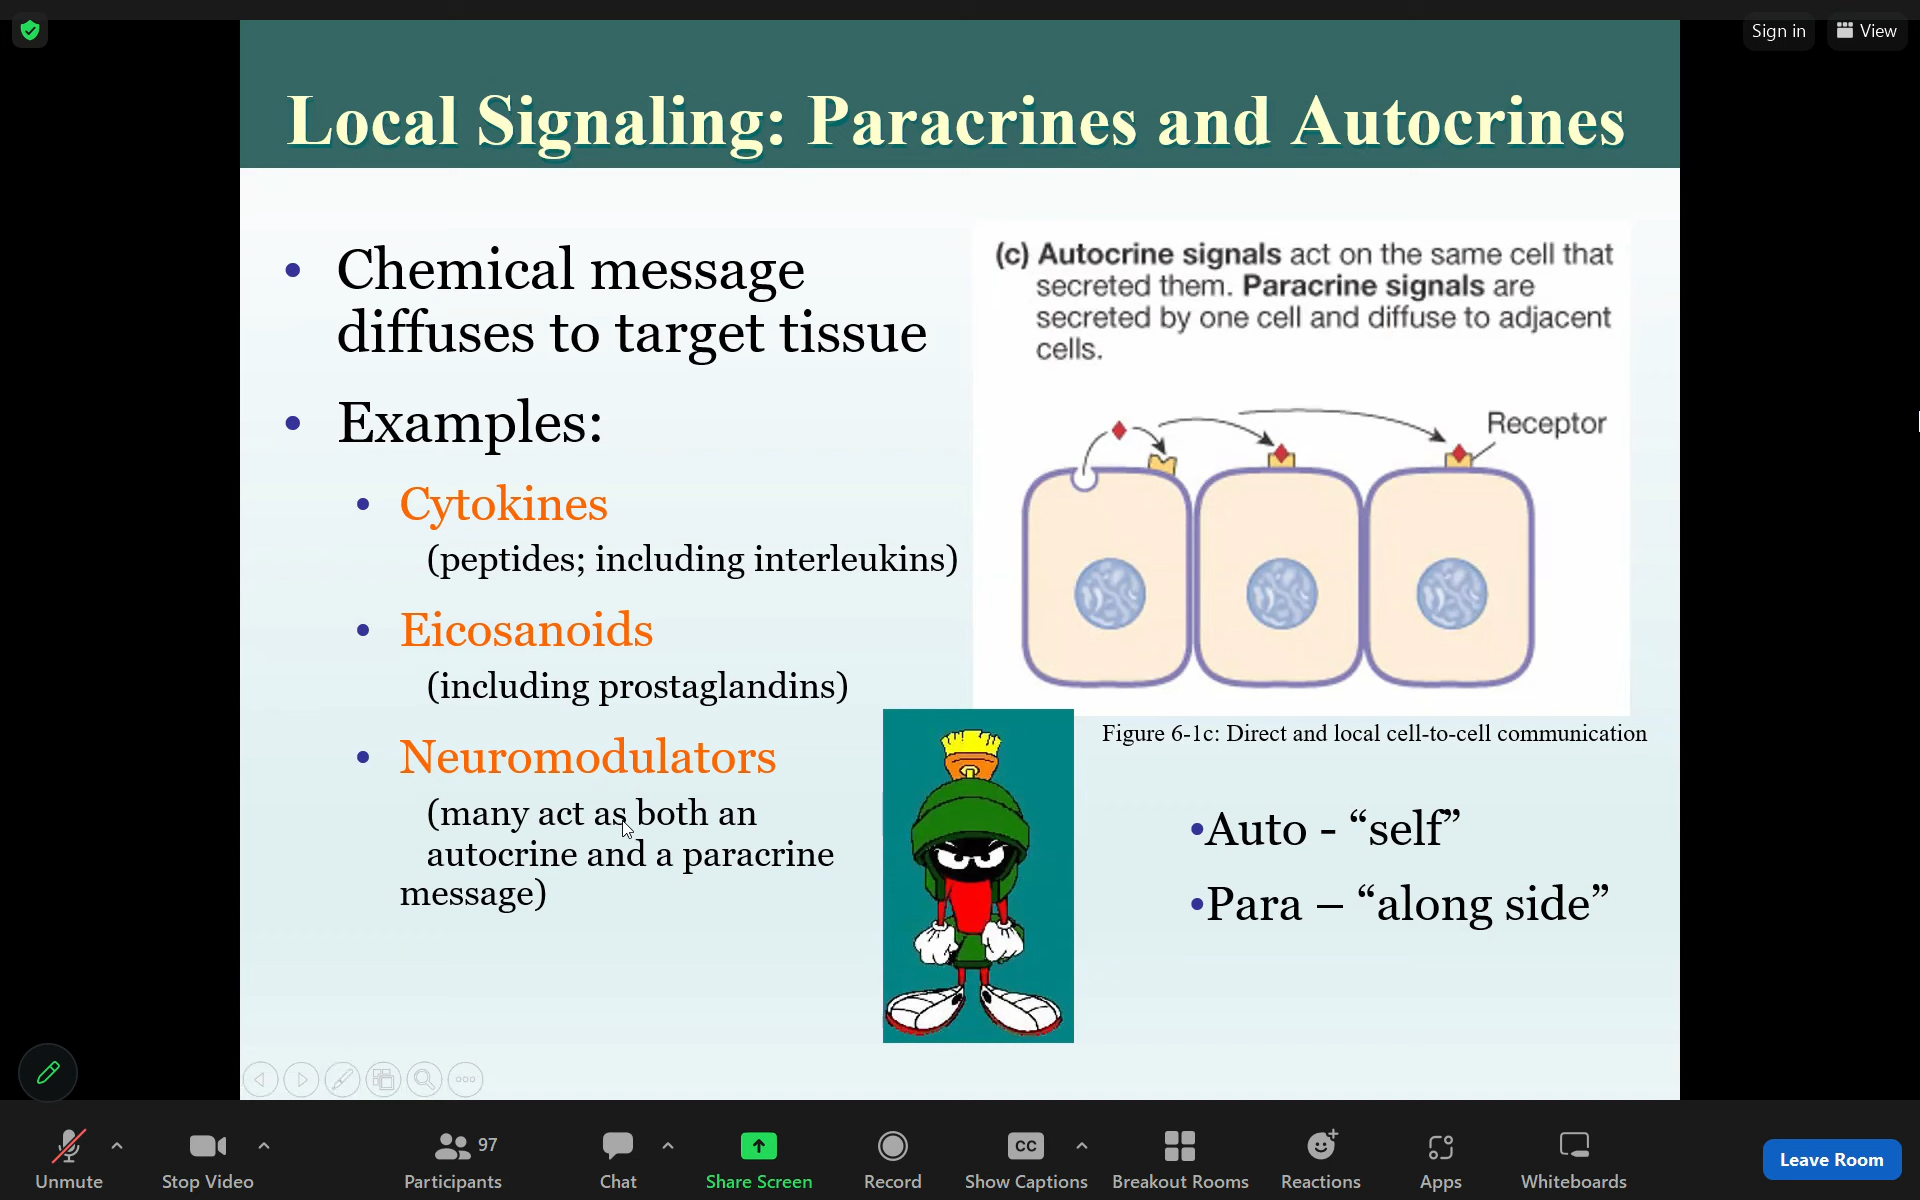 Sign in
View
Local Signaling: Paracrines and Autocrines
• Chemical message
diffuses to target tissue
• Examples:
• Cytokines
(peptides; including interleukins)
• Eicosanoids
(including prostaglandins)
• Neuromodulators
(many act as both an
autocrine and a paracrine
message)
(c) Autocrine signals act on the same cell that
secreted them. Paracrine signals are
secreted by one cell and diffuse to adjacent
cells.
Receptor
Figure 6-1c: Direct and local cell-to-cell communication
•Auto - “self”
•Para – “along side”
Unmute
Stop Video
Participants
97
Chat
Share Screen
Record
CC
Show Captions
Breakout Rooms
Reactions
Apps
Whiteboards
Leave Room